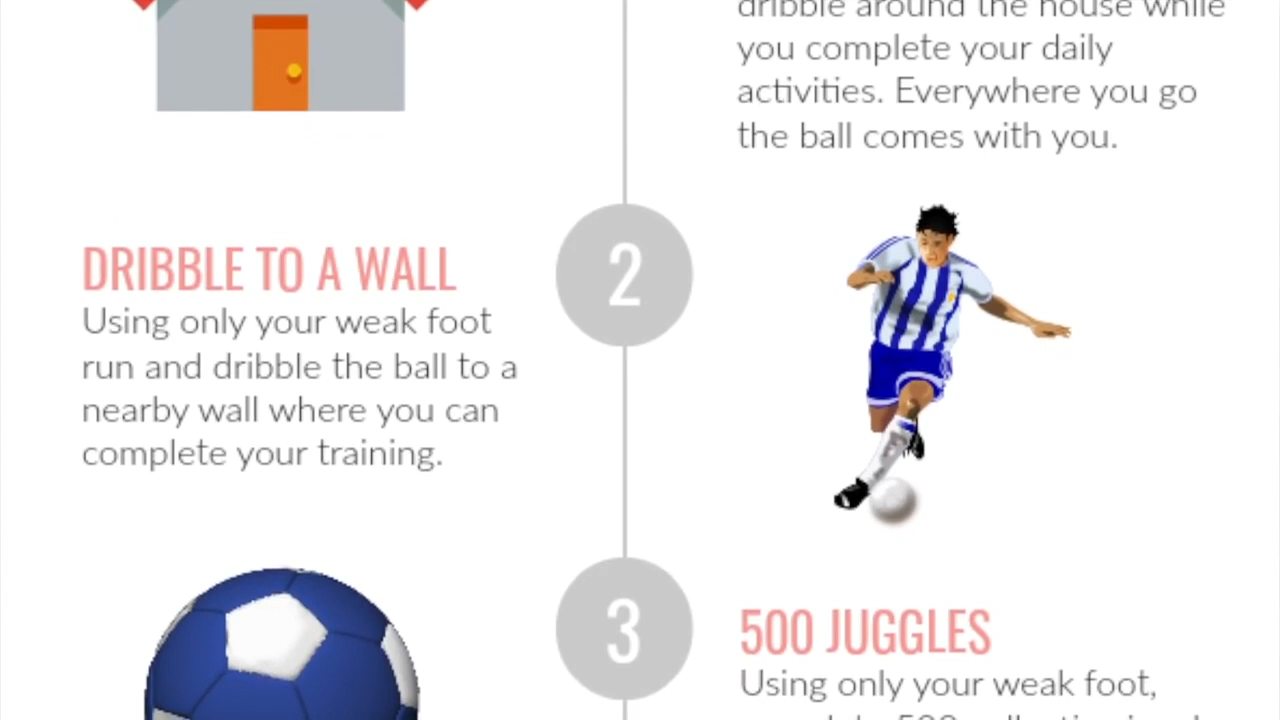 dribble around the house while
you complete your daily
activities. Everywhere you go
the ball comes with you.
2
DRIBBLE TO A WALL
Using only your weak foot
run and dribble the ball to a
nearby wall where you can
complete your training.
3
500 JUGGLES
Using only your weak foot,